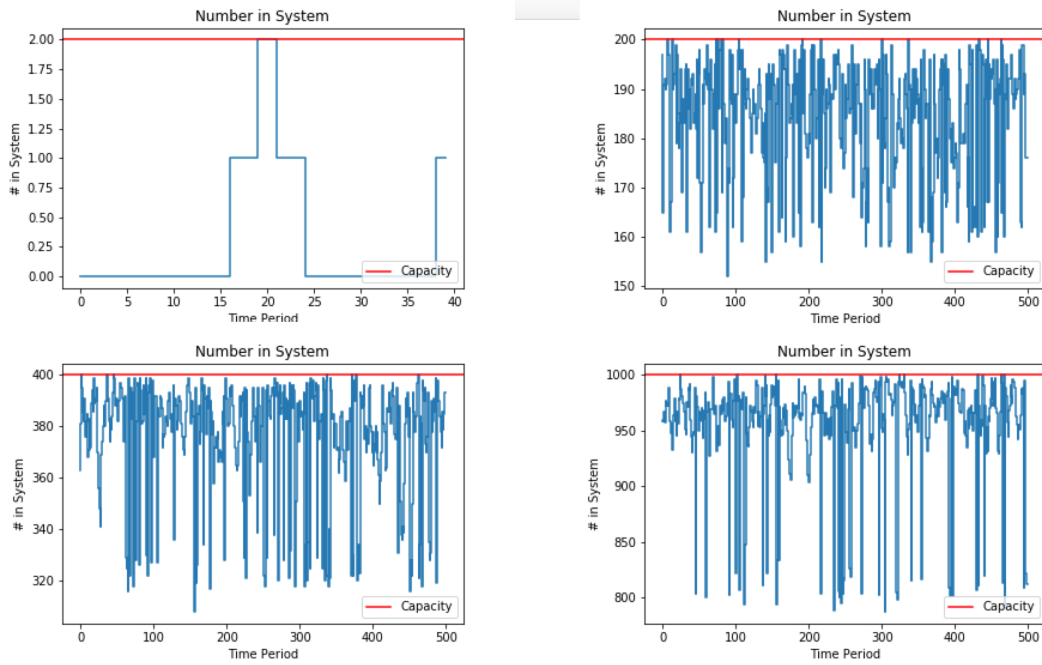 Number in System
2.00
1.75
1.50
1.25
1.00
0.75
0.50
0.25
0.00
# in System
0 5 10 15 20 25 30 35 40
Time Period
Capacity
Number in System
200
190
180
170
160
150
# in System
0 100 200 300 400 500
Time Period
Capacity
Number in System
400
380
360
340
320
# in System
0 100 200 300 400 500
Time Period
Capacity
Number in System
1000
950
900
850
800
# in System
0 100 200 300 400 500
Time Period
Capacity